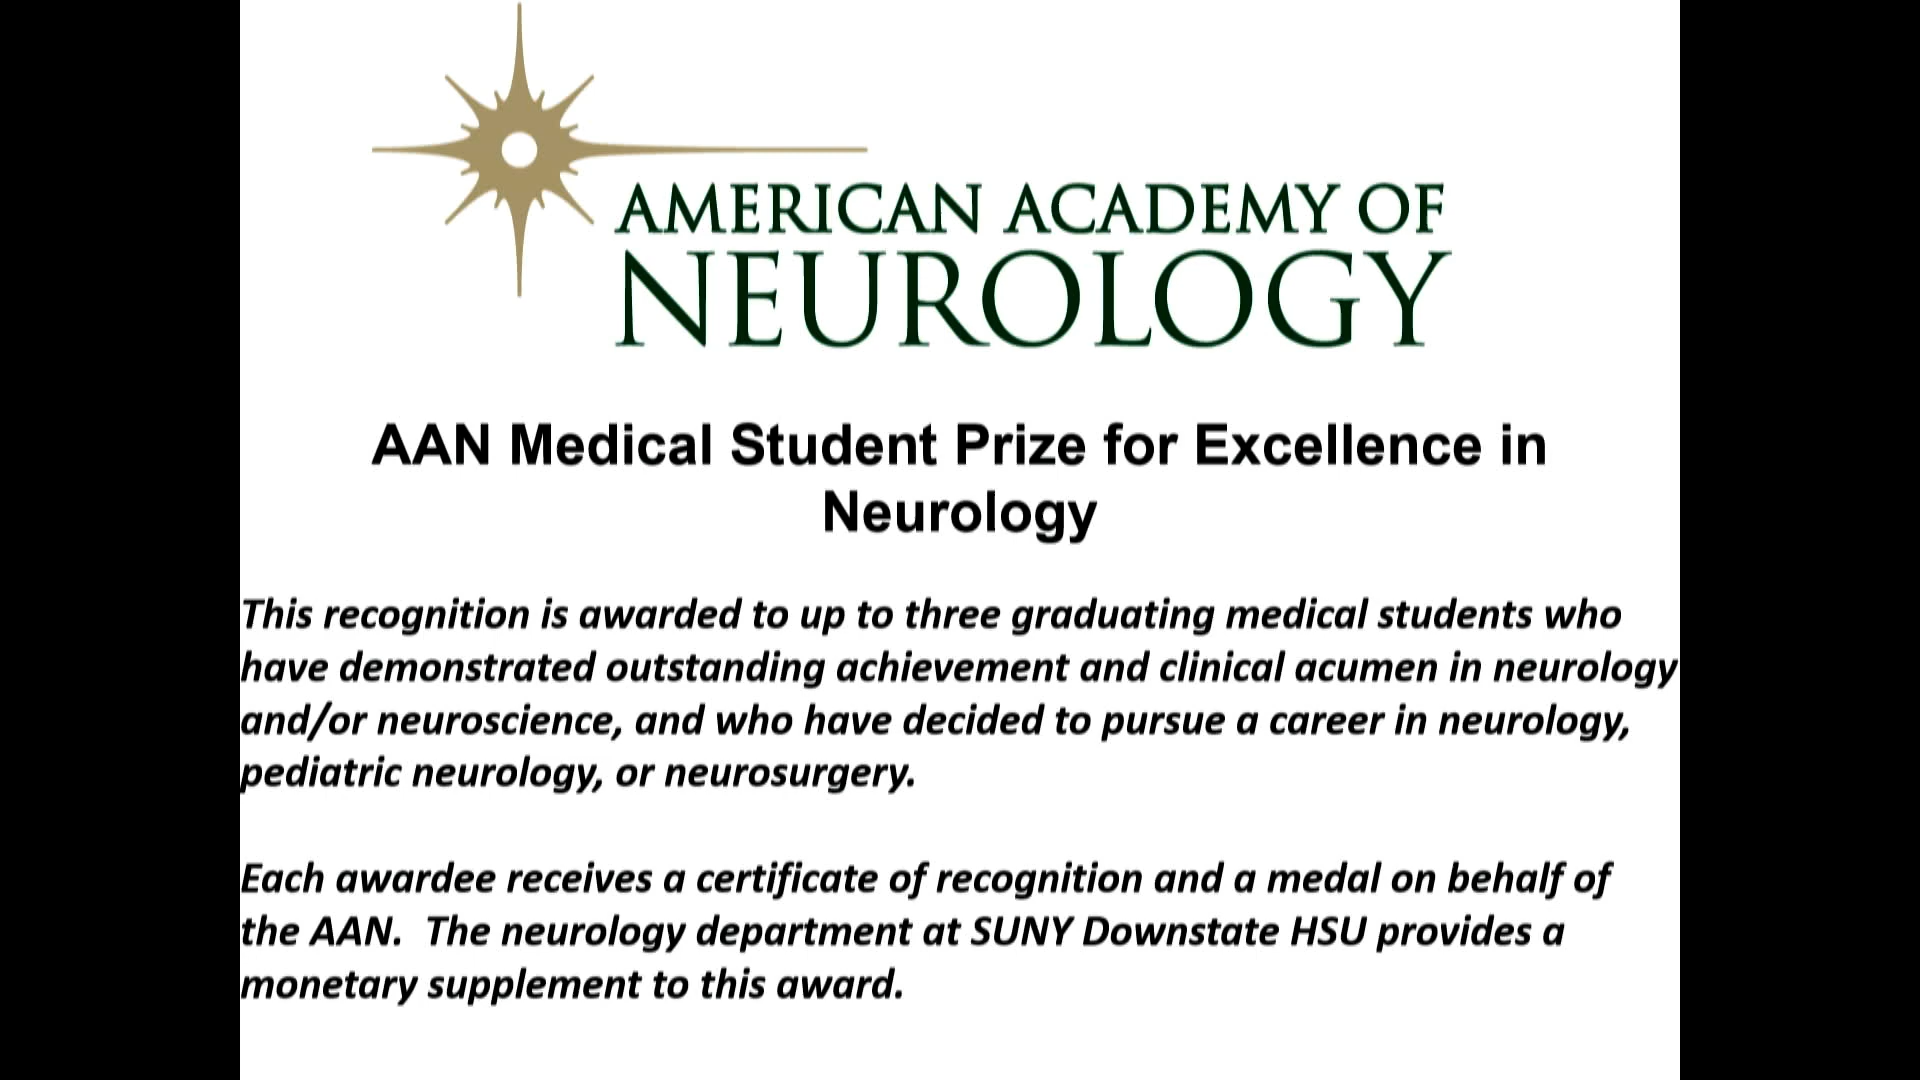 AMERICAN ACADEMY OF
NEUROLOGY
AAN Medical Student Prize for Excellence in
Neurology
This recognition is awarded to up to three graduating medical students who
have demonstrated outstanding achievement and clinical acumen in neurology
and/or neuroscience, and who have decided to pursue a career in neurology,
pediatric neurology, or neurosurgery.
Each awardee receives a certificate of recognition and a medal on behalf of
the AAN.  The neurology department at SUNY Downstate HSU provides a
monetary supplement to this award.